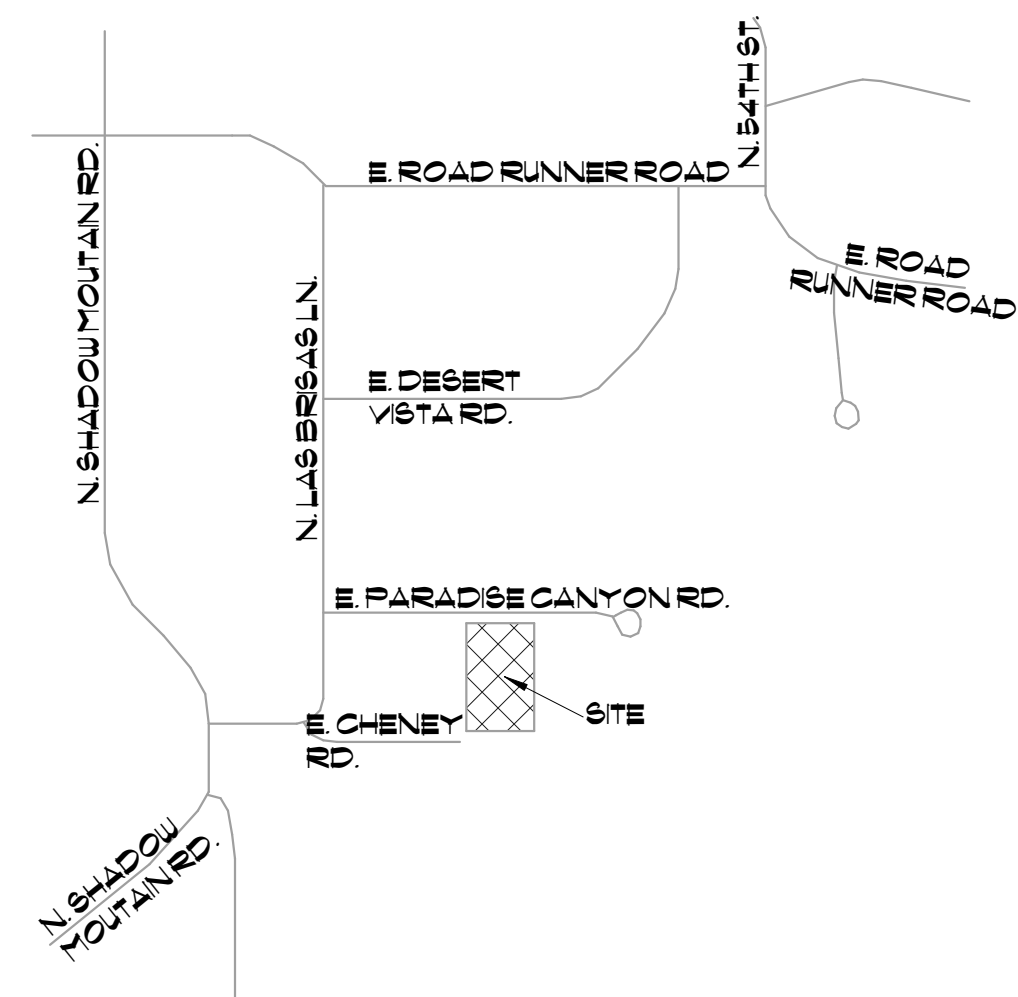 N. 54TH ST.
E. ROAD RUNNER ROAD
N. SHADOW MOUTAIN RD.
E. ROAD
RUNNER ROAD
N. LAS BRISAS LN.
E. DESERT
VISTA RD.
E. PARADISE CANYON RD.
SITE
E. CHENEY
RD.
N. SHADOW
MOUTAIN RD.